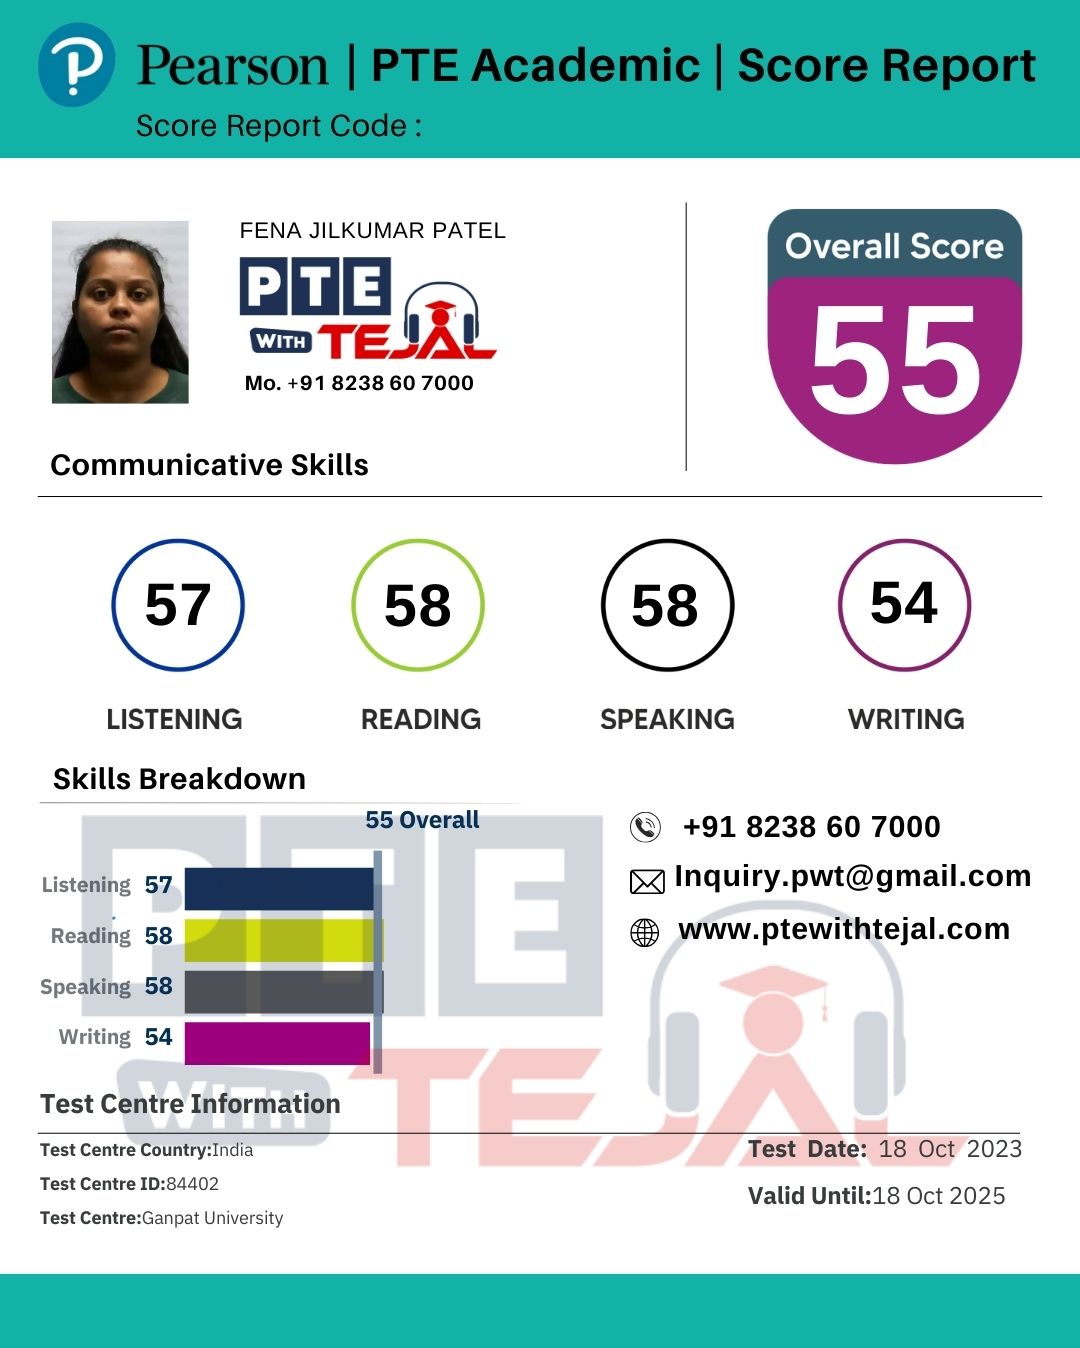 Pearson | PTE Academic | Score Report
Score Report Code :
FENA JILKUMAR PATEL
PTE
WITH TEJAL
Mo. +91 8238 60 7000
Overall Score
55
Communicative Skills
57 58 58 54
LISTENING READING SPEAKING WRITING
Skills Breakdown
55 Overall
Listening 57
Reading 58
Speaking 58
Writing 54
+91 8238 60 7000
Inquiry.pwt@gmail.com
www.ptewithtejal.com
PTE
WITH TEJAL
Test Centre Information
Test Centre Country:India
Test Centre ID:84402
Test Centre:Ganpat University
Test Date: 18 Oct 2023
Valid Until:18 Oct 2025